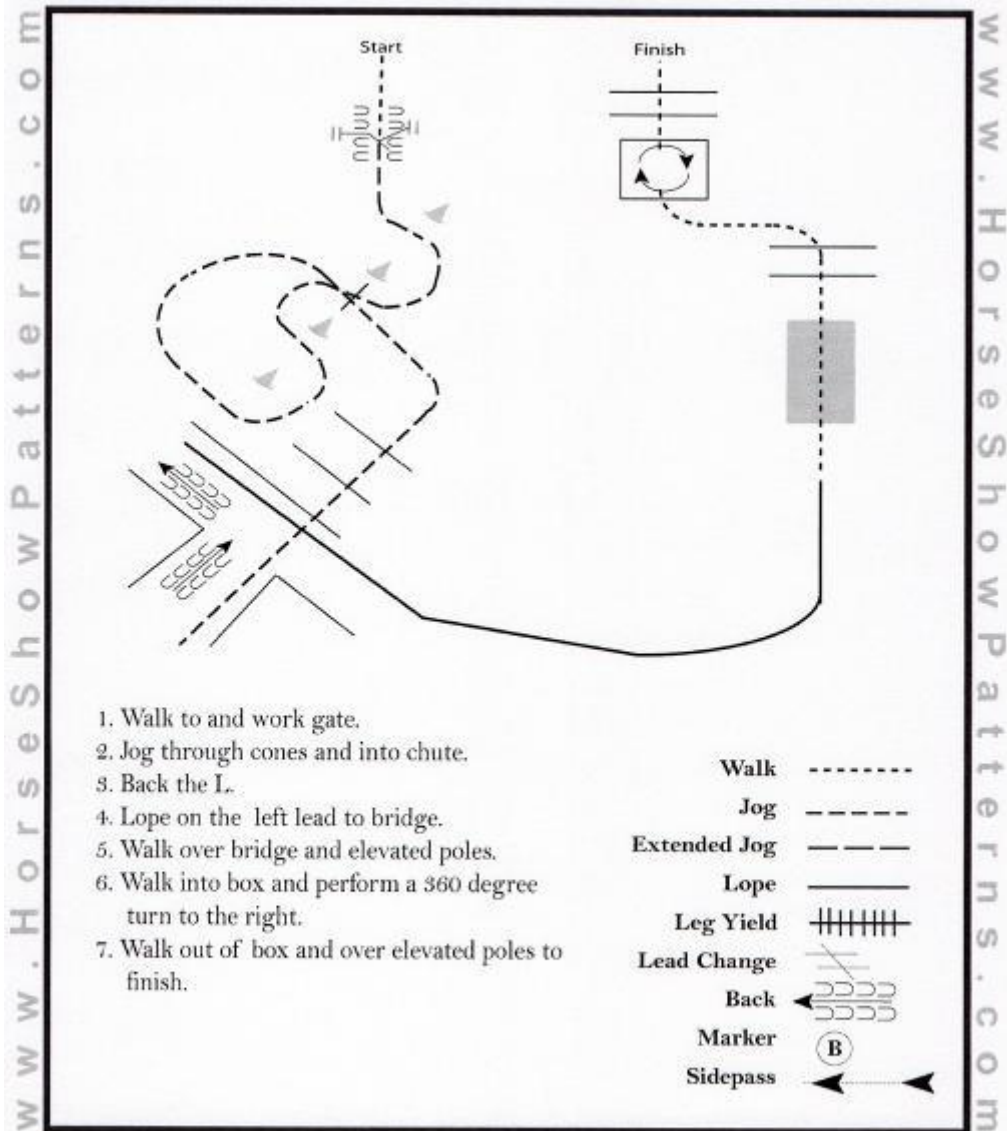 www.HorseShowPatterns.com
www.HorseShowPatterns.com
Start
Finish
1. Walk to and work gate.
2. Jog through cones and into chute.
3. Back the L.
4. Lope on the left lead to bridge.
5. Walk over bridge and elevated poles.
6. Walk into box and perform a 360 degree
turn to the right.
7. Walk out of box and over elevated poles to
finish.
Walk
Jog
Extended Jog
Lope
Leg Yield
Lead Change
Back
Marker
B
Sidepass